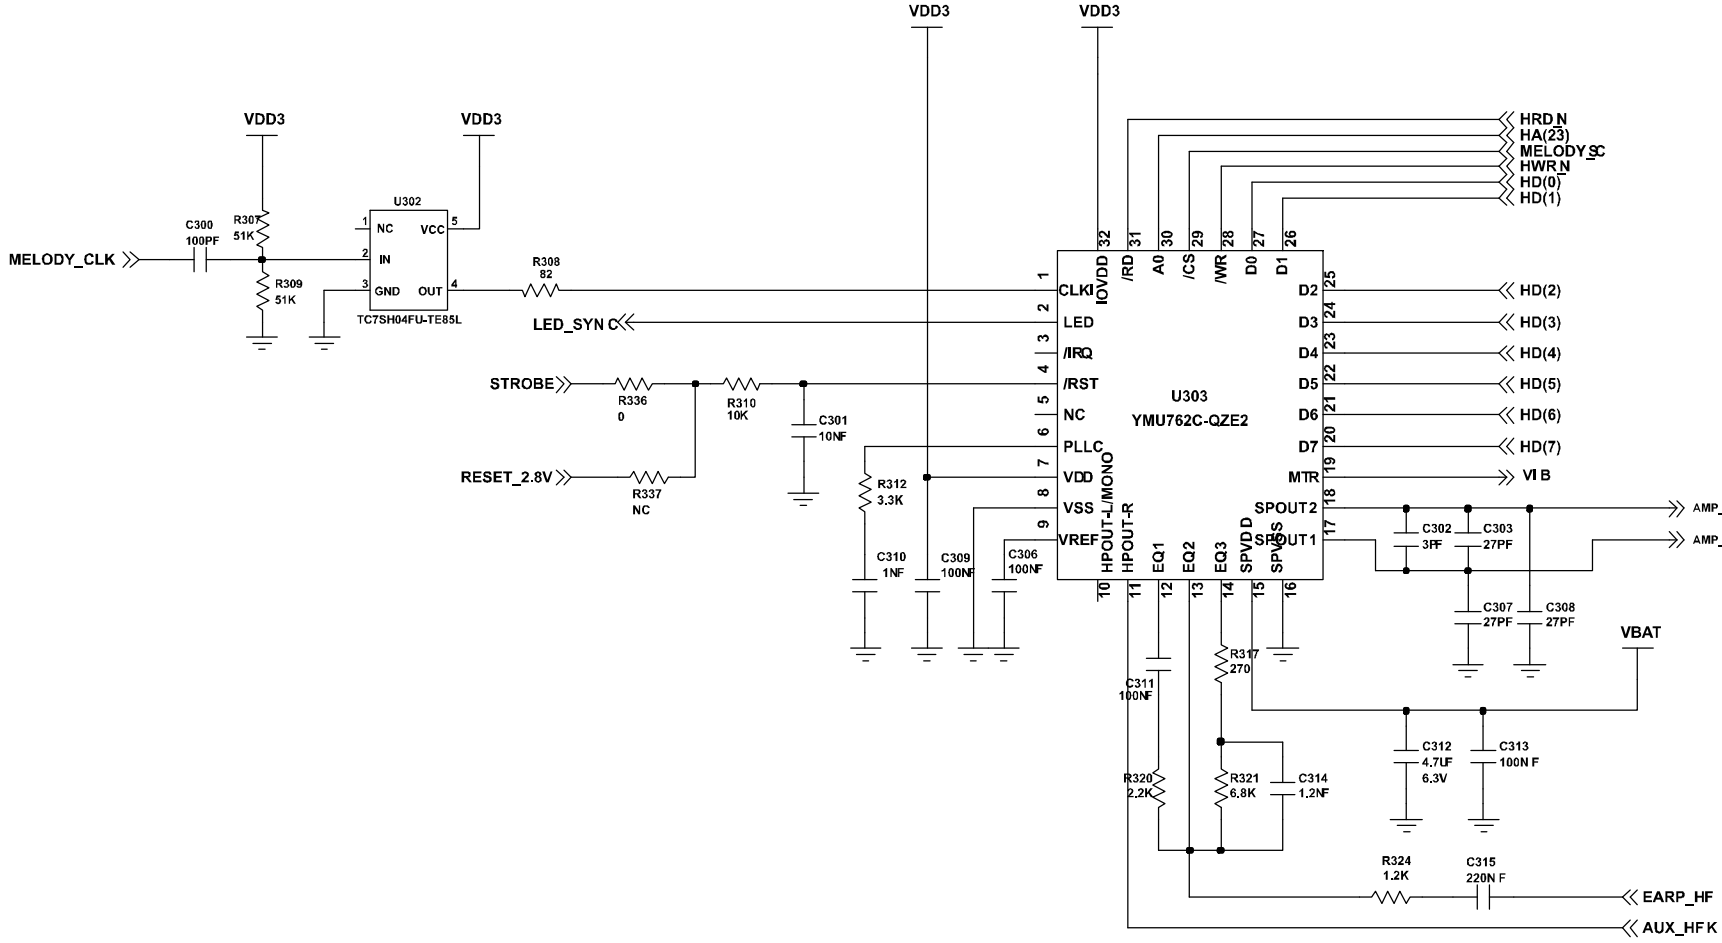 VDD3
VDD3
HRD_N
HA(23)
MELODY_SC
HWR_N
HD(0)
HD(1)
VDD3
VDD3
U302
1
NC
VCC
5
2
IN
3
GND
OUT
4
TC7SH04FU-TE85L
C300
100PF
R307
51K
MELODY_CLK
R309
51K
R308
82
LED_SYNC
STROBE
R336
0
R310
10K
C301
10NF
RESET_2.8V
R337
NC
R312
3.3K
C310
1NF
C309
100NF
C306
100NF
32
31
30
29
28
27
26
IOVDD
/RD
A0
/CS
/WR
D0
D1
1
CLKI
2
LED
3
/IRQ
4
/RST
5
NC
6
PLLC
7
VDD
8
VSS
9
VREF
U303
YMU762C-QZE2
D2
25
HD(2)
D3
24
HD(3)
D4
23
HD(4)
D5
22
HD(5)
D6
21
HD(6)
D7
20
HD(7)
MTR
19
VIB
SPOUT2
18
AMP_
SPOUT1
17
AMP_
HPOUT-L/MONO
HPOUT-R
EQ1
EQ2
EQ3
SPVDD
SPVSS
10
11
12
13
14
15
16
C302
3PF
C303
27PF
C307
27PF
C308
27PF
VBAT
R317
270
C311
100NF
C312
4.7UF
6.3V
C313
100NF
R320
2.2K
R321
6.8K
C314
1.2NF
R324
1.2K
C315
220NF
EARP_HF
AUX_HFK